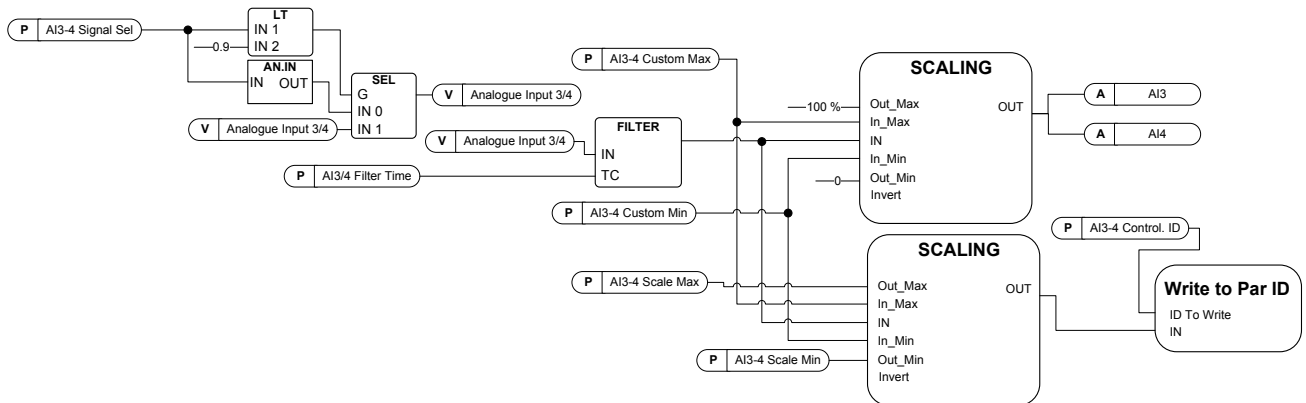 P AI3-4 Signal Sel
LT
IN 1
0.9 IN 2
AN.IN
IN OUT
SEL
G
IN 0
IN 1
V Analogue Input 3/4
V Analogue Input 3/4
V Analogue Input 3/4
P AI3/4 Filter Time
FILTER
IN
TC
P AI3-4 Custom Max
P AI3-4 Custom Min
SCALING
100 % Out_Max OUT
In_Max
IN
In_Min
0 Out_Min
Invert
A AI3
A AI4
P AI3-4 Scale Max
P AI3-4 Scale Min
SCALING
Out_Max OUT
In_Max
IN
In_Min
Out_Min
Invert
P AI3-4 Control. ID
Write to Par ID
ID To Write
IN